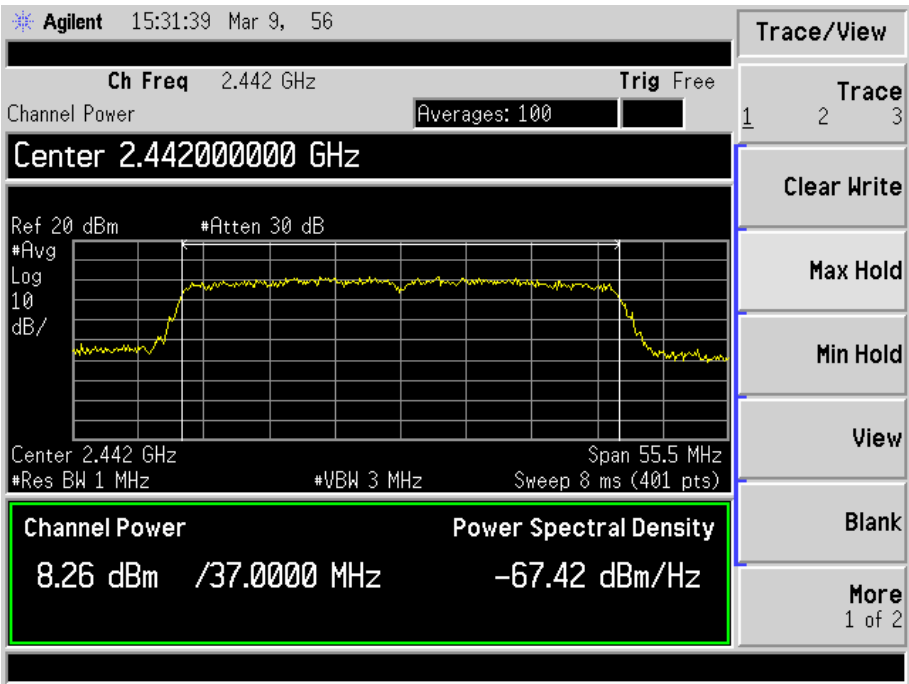 Agilent 15:31:39 Mar 9, 56
Ch Freq 2.442 GHz Trig Free
Channel Power Averages: 100
Center 2.442000000 GHz
Ref 20 dBm #Atten 30 dB
#Avg
Log
10
dB/
Center 2.442 GHz Span 55.5 MHz
#Res BW 1 MHz #VBW 3 MHz Sweep 8 ms (401 pts)
Channel Power Power Spectral Density
8.26 dBm /37.0000 MHz -67.42 dBm/Hz
Trace/View
Trace
1 2 3
Clear Write
Max Hold
Min Hold
View
Blank
More
1 of 2